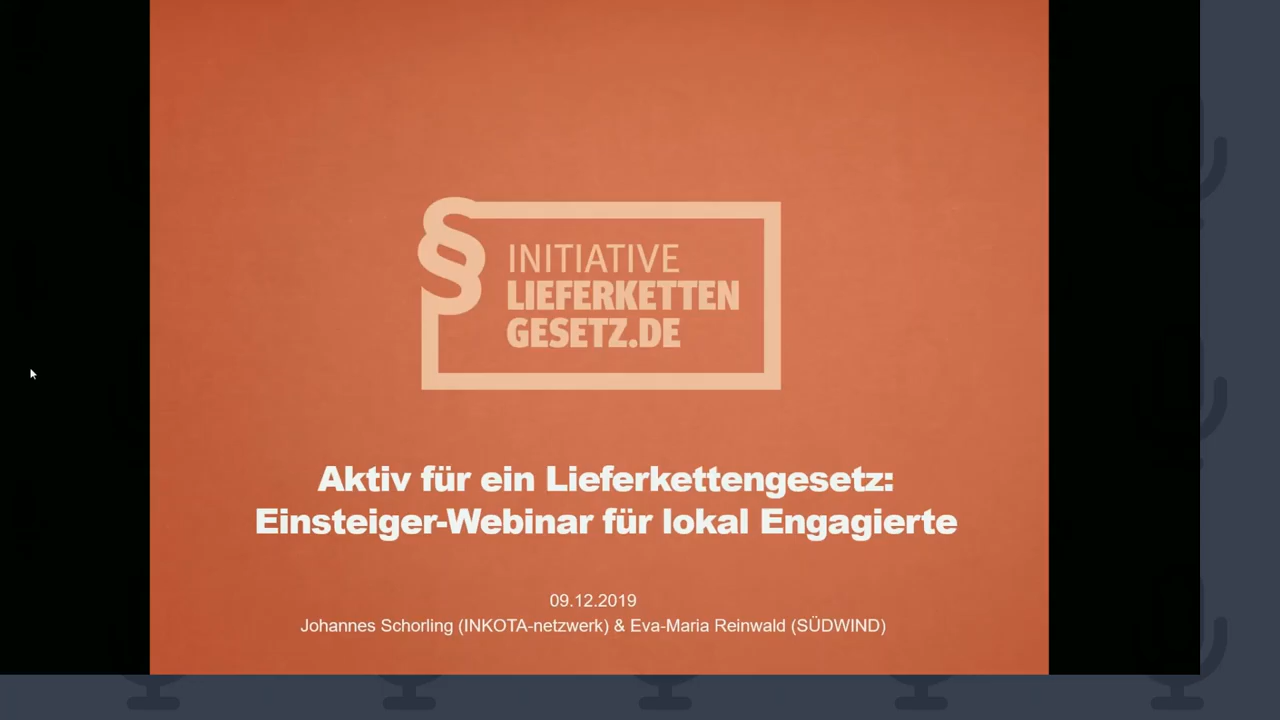 § INITIATIVE
LIEFERKETTEN
GESETZ.DE
Aktiv für ein Lieferkettengesetz:
Einsteiger-Webinar für lokal Engagierte
09.12.2019
Johannes Schorling (INKOTA-netzwerk) & Eva-Maria Reinwald (SÜDWIND)